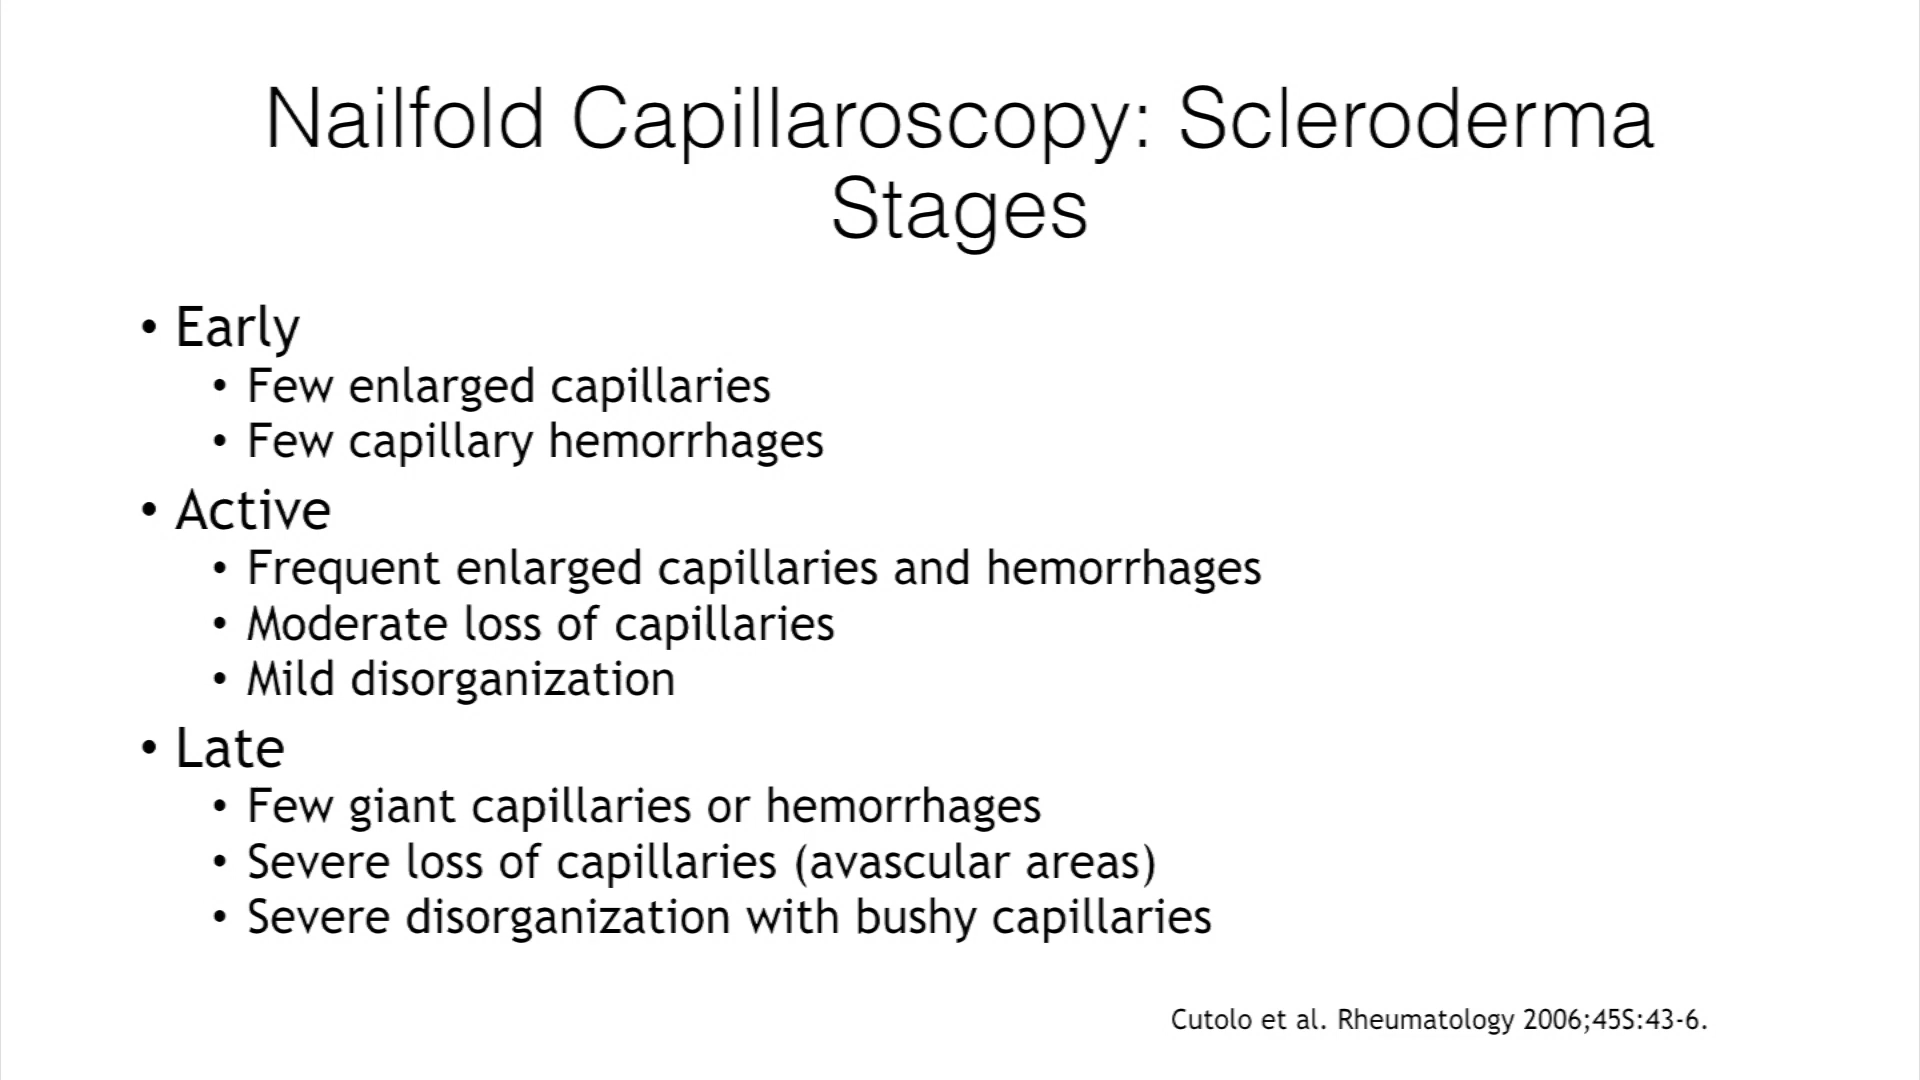 Nailfold Capillaroscopy: Scleroderma
Stages
• Early
• Few enlarged capillaries
• Few capillary hemorrhages
• Active
• Frequent enlarged capillaries and hemorrhages
• Moderate loss of capillaries
• Mild disorganization
• Late
• Few giant capillaries or hemorrhages
• Severe loss of capillaries (avascular areas)
• Severe disorganization with bushy capillaries
Cutolo et al. Rheumatology 2006;45S:43-6.